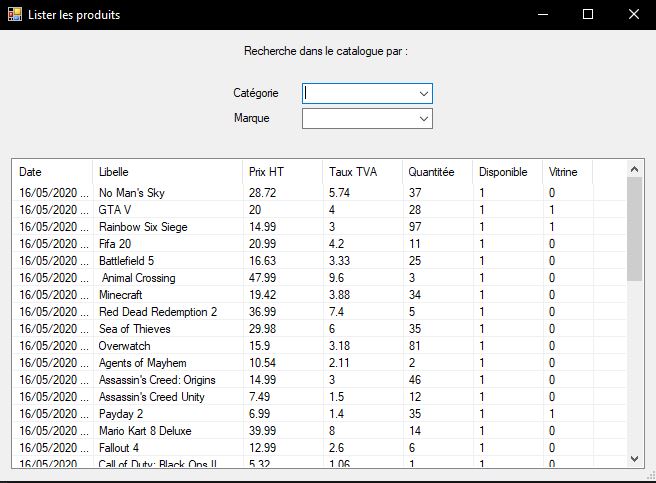 Lister les produits
Recherche dans le catalogue par :
Catégorie
Marque
Date Libelle Prix HT Taux TVA Quantitée Disponible Vitrine
16/05/2020 ... No Man's Sky 28.72 5.74 37 1 0
16/05/2020 ... GTA V 20 4 28 1 1
16/05/2020 ... Rainbow Six Siege 14.99 3 97 1 1
16/05/2020 ... Fifa 20 20.99 4.2 11 1 0
16/05/2020 ... Battlefield 5 16.63 3.33 25 1 0
16/05/2020 ... Animal Crossing 47.99 9.6 3 1 0
16/05/2020 ... Minecraft 19.42 3.88 34 1 0
16/05/2020 ... Red Dead Redemption 2 36.99 7.4 5 1 0
16/05/2020 ... Sea of Thieves 29.98 6 35 1 0
16/05/2020 ... Overwatch 15.9 3.18 81 1 0
16/05/2020 ... Agents of Mayhem 10.54 2.11 2 1 0
16/05/2020 ... Assassin's Creed: Origins 14.99 3 46 1 0
16/05/2020 ... Assassin's Creed Unity 7.49 1.5 12 1 0
16/05/2020 ... Payday 2 6.99 1.4 35 1 1
16/05/2020 ... Mario Kart 8 Deluxe 39.99 8 14 1 0
16/05/2020 ... Fallout 4 12.99 2.6 6 1 0
16/05/2020 ... Call of Duty: Black Ops II 5.32 1.06 1 1 0